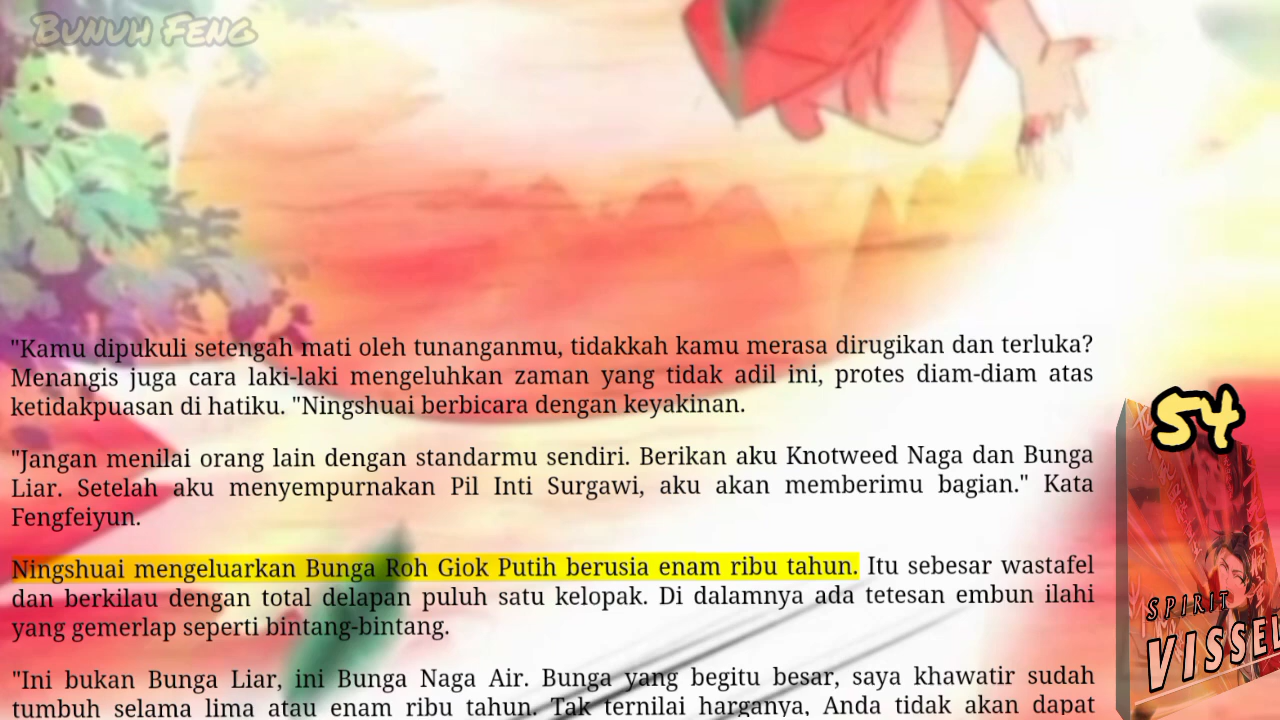 Bunuh Feng
"Kamu dipukuli setengah mati oleh tunanganmu, tidakkah kamu merasa dirugikan dan terluka?
Menangis juga cara laki-laki mengeluhkan zaman yang tidak adil ini, protes diam-diam atas
ketidakpuasan di hatiku. "Ningshuai berbicara dengan keyakinan.
"Jangan menilai orang lain dengan standarmu sendiri. Berikan aku Knotweed Naga dan Bunga
Liar. Setelah aku menyempurnakan Pil Inti Surgawi, aku akan memberimu bagian." Kata
Fengfeiyun.
Ningshuai mengeluarkan Bunga Roh Giok Putih berusia enam ribu tahun. Itu sebesar wastafel
dan berkilau dengan total delapan puluh satu kelopak. Di dalamnya ada tetesan embun ilahi
yang gemerlap seperti bintang-bintang.
"Ini bukan Bunga Liar, ini Bunga Naga Air. Bunga yang begitu besar, saya khawatir sudah
tumbuh selama lima atau enam ribu tahun. Tak ternilai harganya, Anda tidak akan dapat
54
SPIRIT
VISSEL